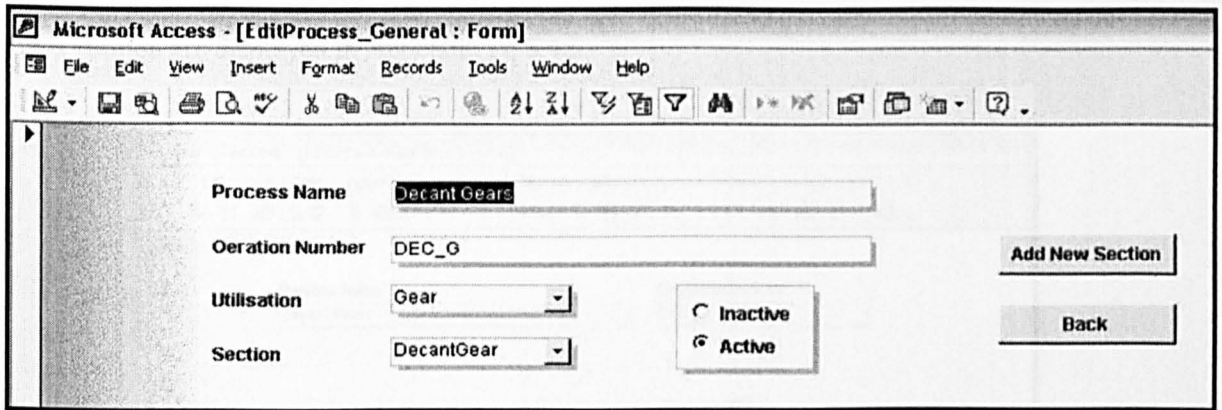 Microsoft Access - [EditProcess_General : Form]
File Edit View Insert Format Records Tools Window Help
Process Name Decant Gears
Oeration Number DEC_G
Add New Section
Utilisation Gear
Inactive
Back
Section DecantGear
Active